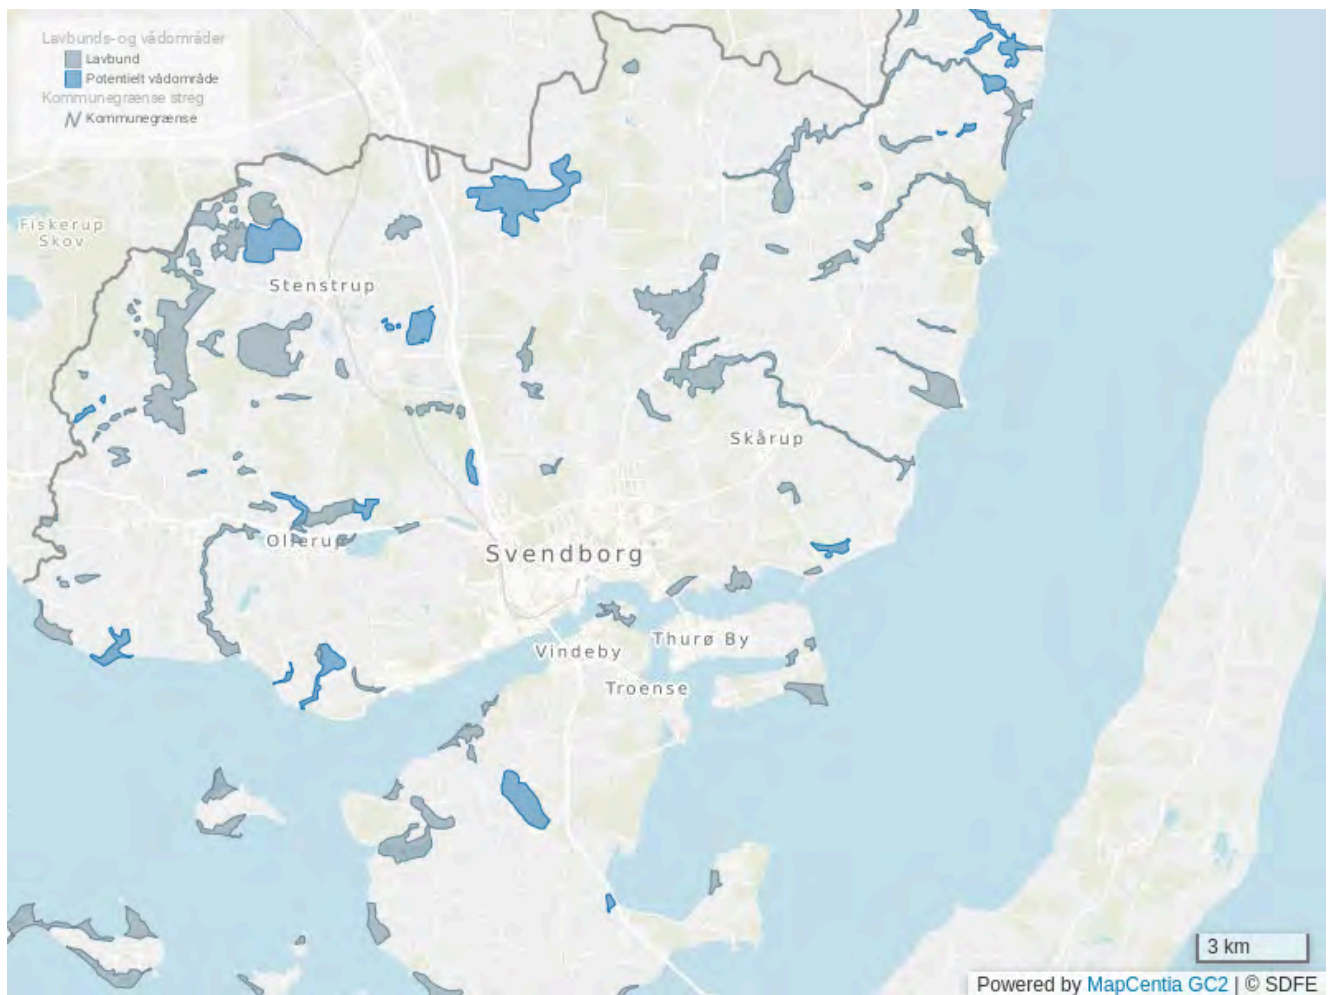 Lavbunds- og vådområder
Lavbund
Potentielt vådområde
Kommunegrænse streg
Kommunegrænse
Fiskerup
Skov
Stenstrup
Skårup
Ollerup
Svendborg
Vindeby
Thurø By
Troense
3 km
Powered by MapCentia GC2 | © SDFE